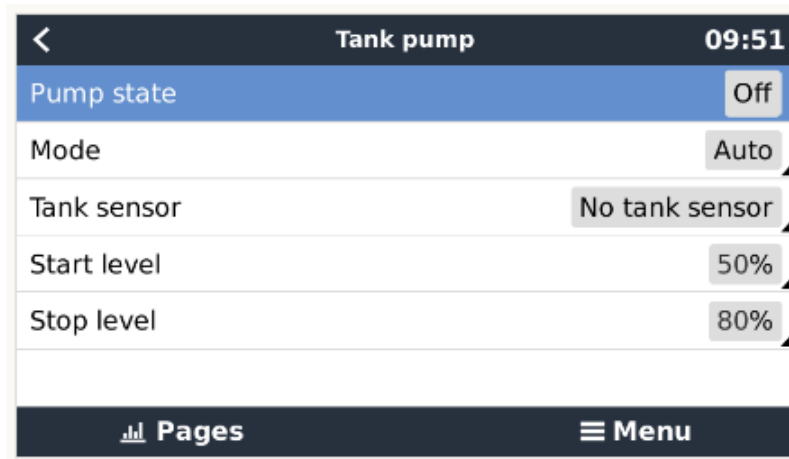 Tank pump 09:51
Pump state Off
Mode Auto
Tank sensor No tank sensor
Start level 50%
Stop level 80%
Pages Menu